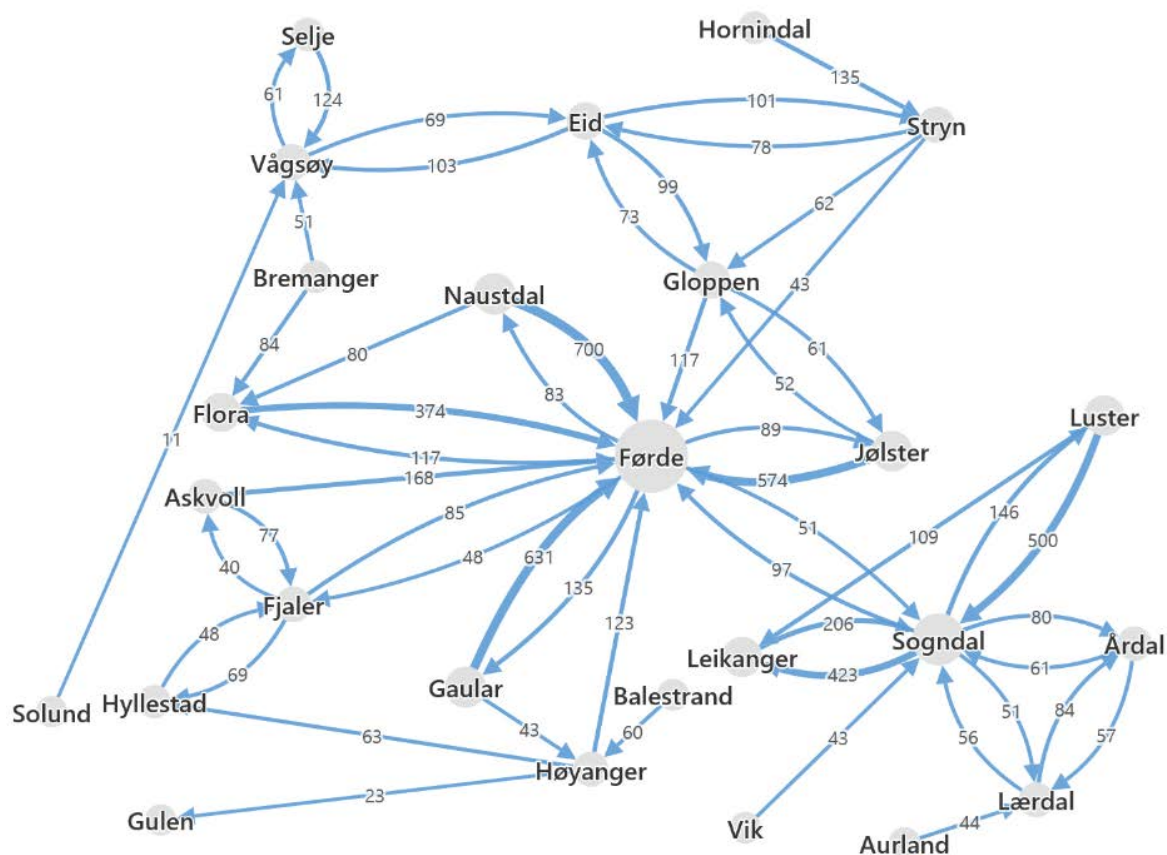 Selje
Hornindal
135
61
124
69
101
Eid
Stryn
Vågsøy
103
78
99
51
73
62
Bremanger
Naustdal
Gloppen
43
84
80
700
117
61
83
52
Flora
374
Luster
11
89
117
Førde
Jølster
168
574
Askvoll
85
51
146
77
109
500
40
48
631
97
Fjaler
135
48
123
206
80
Sogndal
Årdal
69
Leikanger
61
423
Gaular
Balestrand
Hyllestad
Solund
43
60
43
51
84
57
63
56
Høyanger
23
Lærdal
Gulen
Vik
44
Aurland